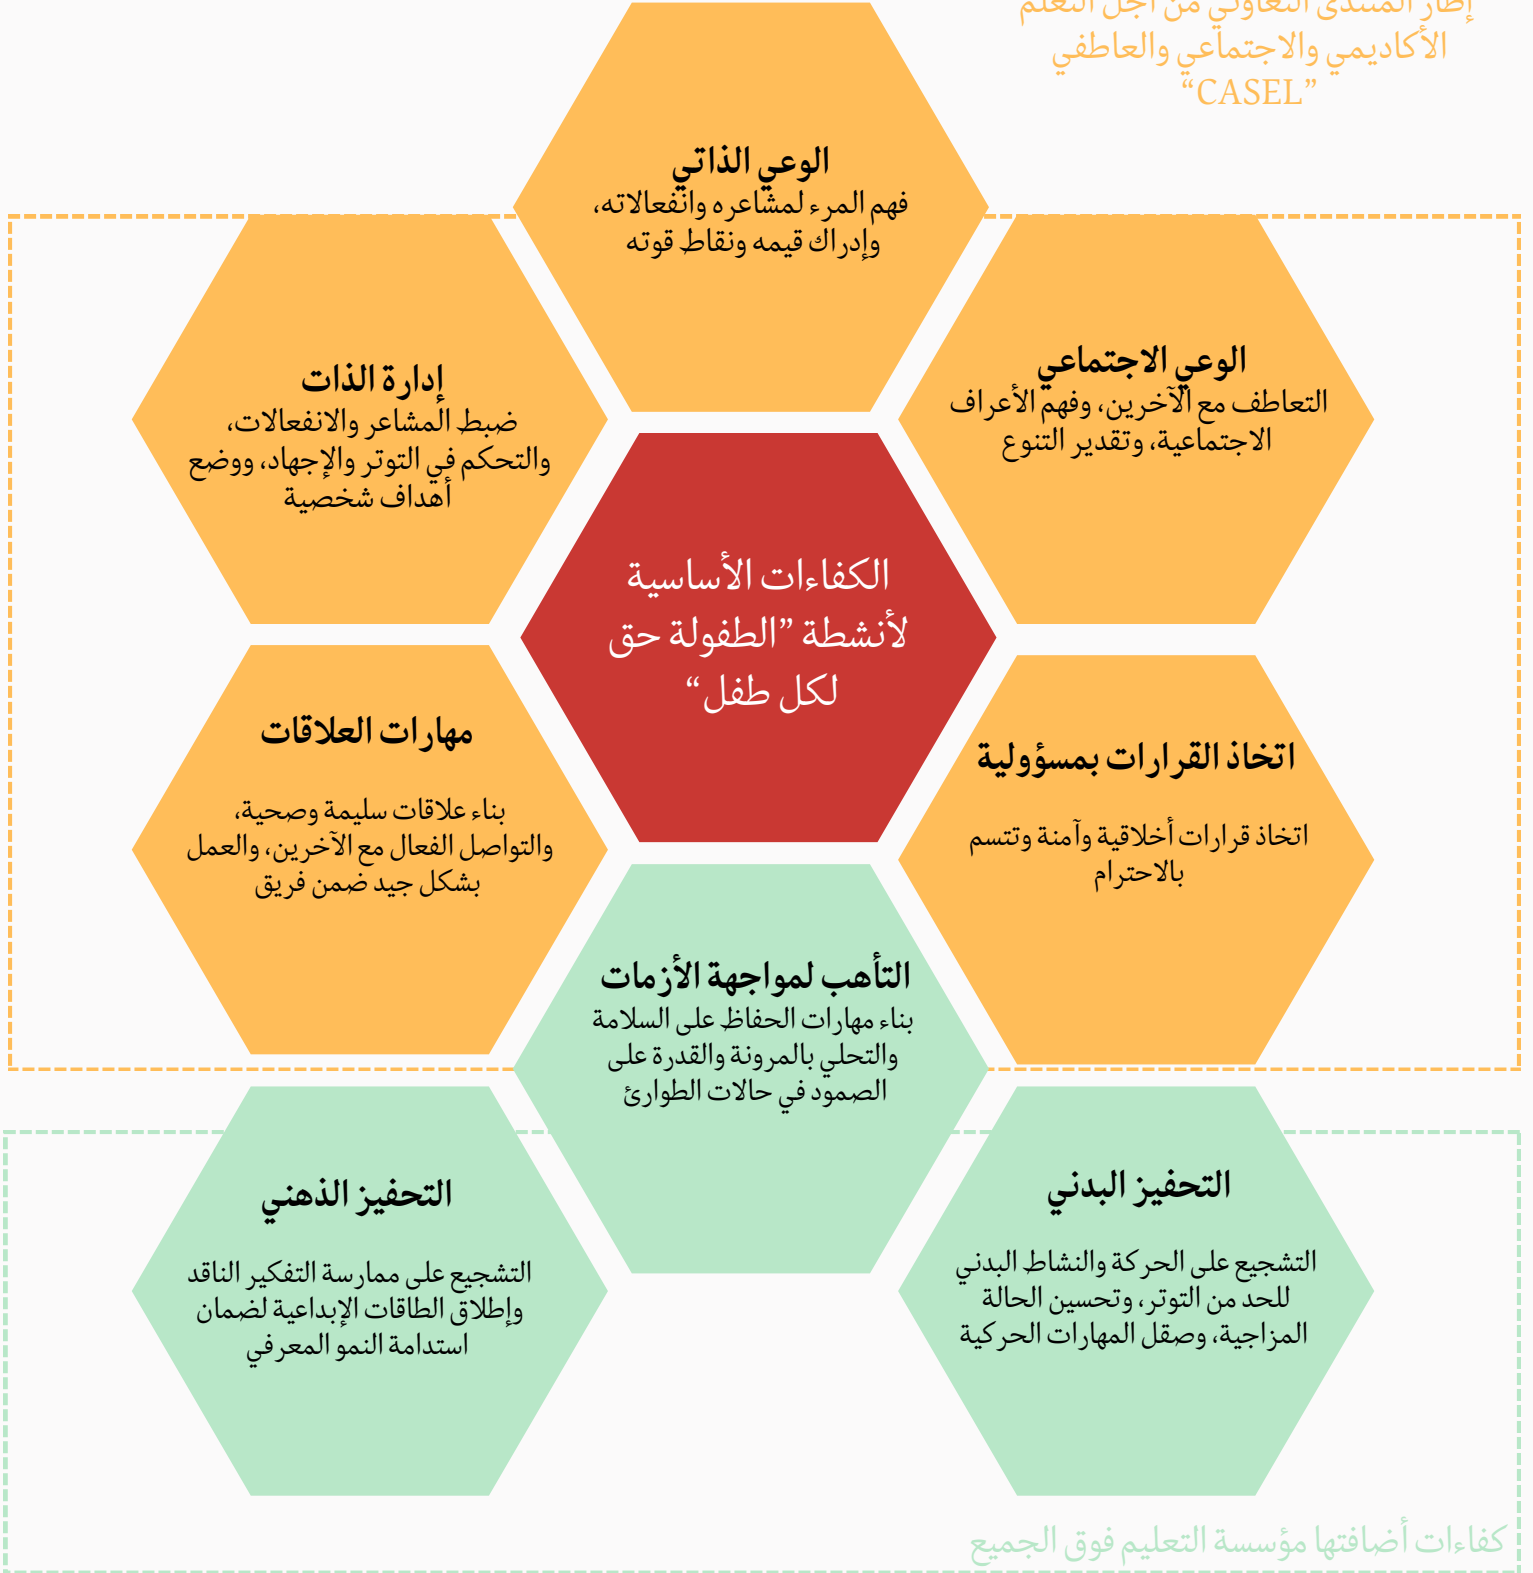 إطار المنتدى التعاوني من أجل التعلم
الأكاديمي والاجتماعي والعاطفي
“CASEL”
الوعي الذاتي
فهم المرء لمشاعره وانفعالاته،
وإدراك قيمه ونقاط قوته
الوعي الاجتماعي
التعاطف مع الآخرين، وفهم الأعراف
الاجتماعية، وتقدير التنوع
إدارة الذات
ضبط المشاعر والانفعالات،
والتحكم في التوتر والإجهاد، ووضع
أهداف شخصية
الكفاءات الأساسية
لأنشطة ”الطفولة حق
لكل طفل“
اتخاذ القرارات بمسؤولية
اتخاذ قرارات أخلاقية وآمنة وتتسم
بالاحترام
مهارات العلاقات
بناء علاقات سليمة وصحية،
والتواصل الفعال مع الآخرين، والعمل
بشكل جيد ضمن فريق
التأهب لمواجهة الأزمات
بناء مهارات الحفاظ على السلامة
والتحلي بالمرونة والقدرة على
الصمود في حالات الطوارئ
التحفيز البدني
التشجيع على الحركة والنشاط البدني
للحد من التوتر، وتحسين الحالة
المزاجية، وصقل المهارات الحركية
التحفيز الذهني
التشجيع على ممارسة التفكير الناقد
وإطلاق الطاقات الإبداعية لضمان
استدامة النمو المعرفي
كفاءات أضافتها مؤسسة التعليم فوق الجميع